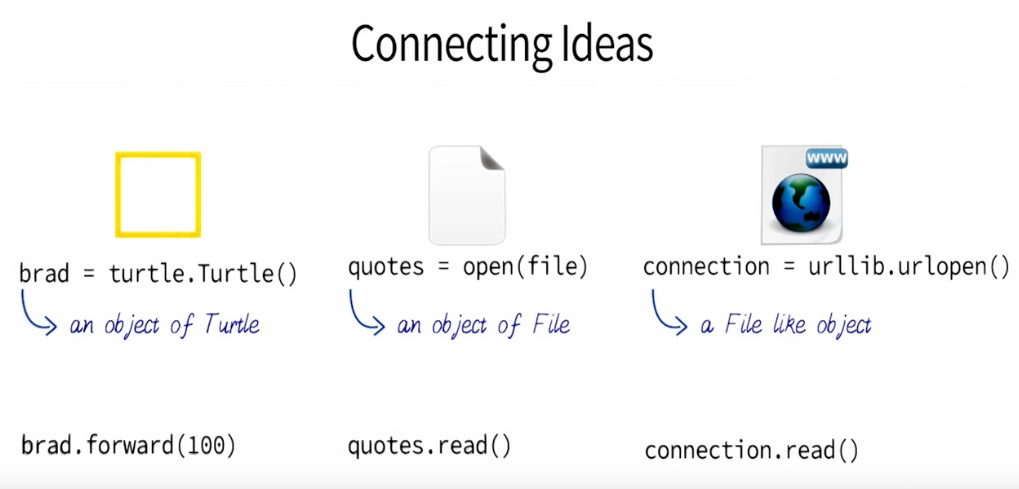 Connecting Ideas
www
brad = turtle.Turtle()
an object of Turtle
brad.forward(100)
quotes = open(file)
an object of File
quotes.read()
connection = urllib.urlopen()
a File like object
connection.read()